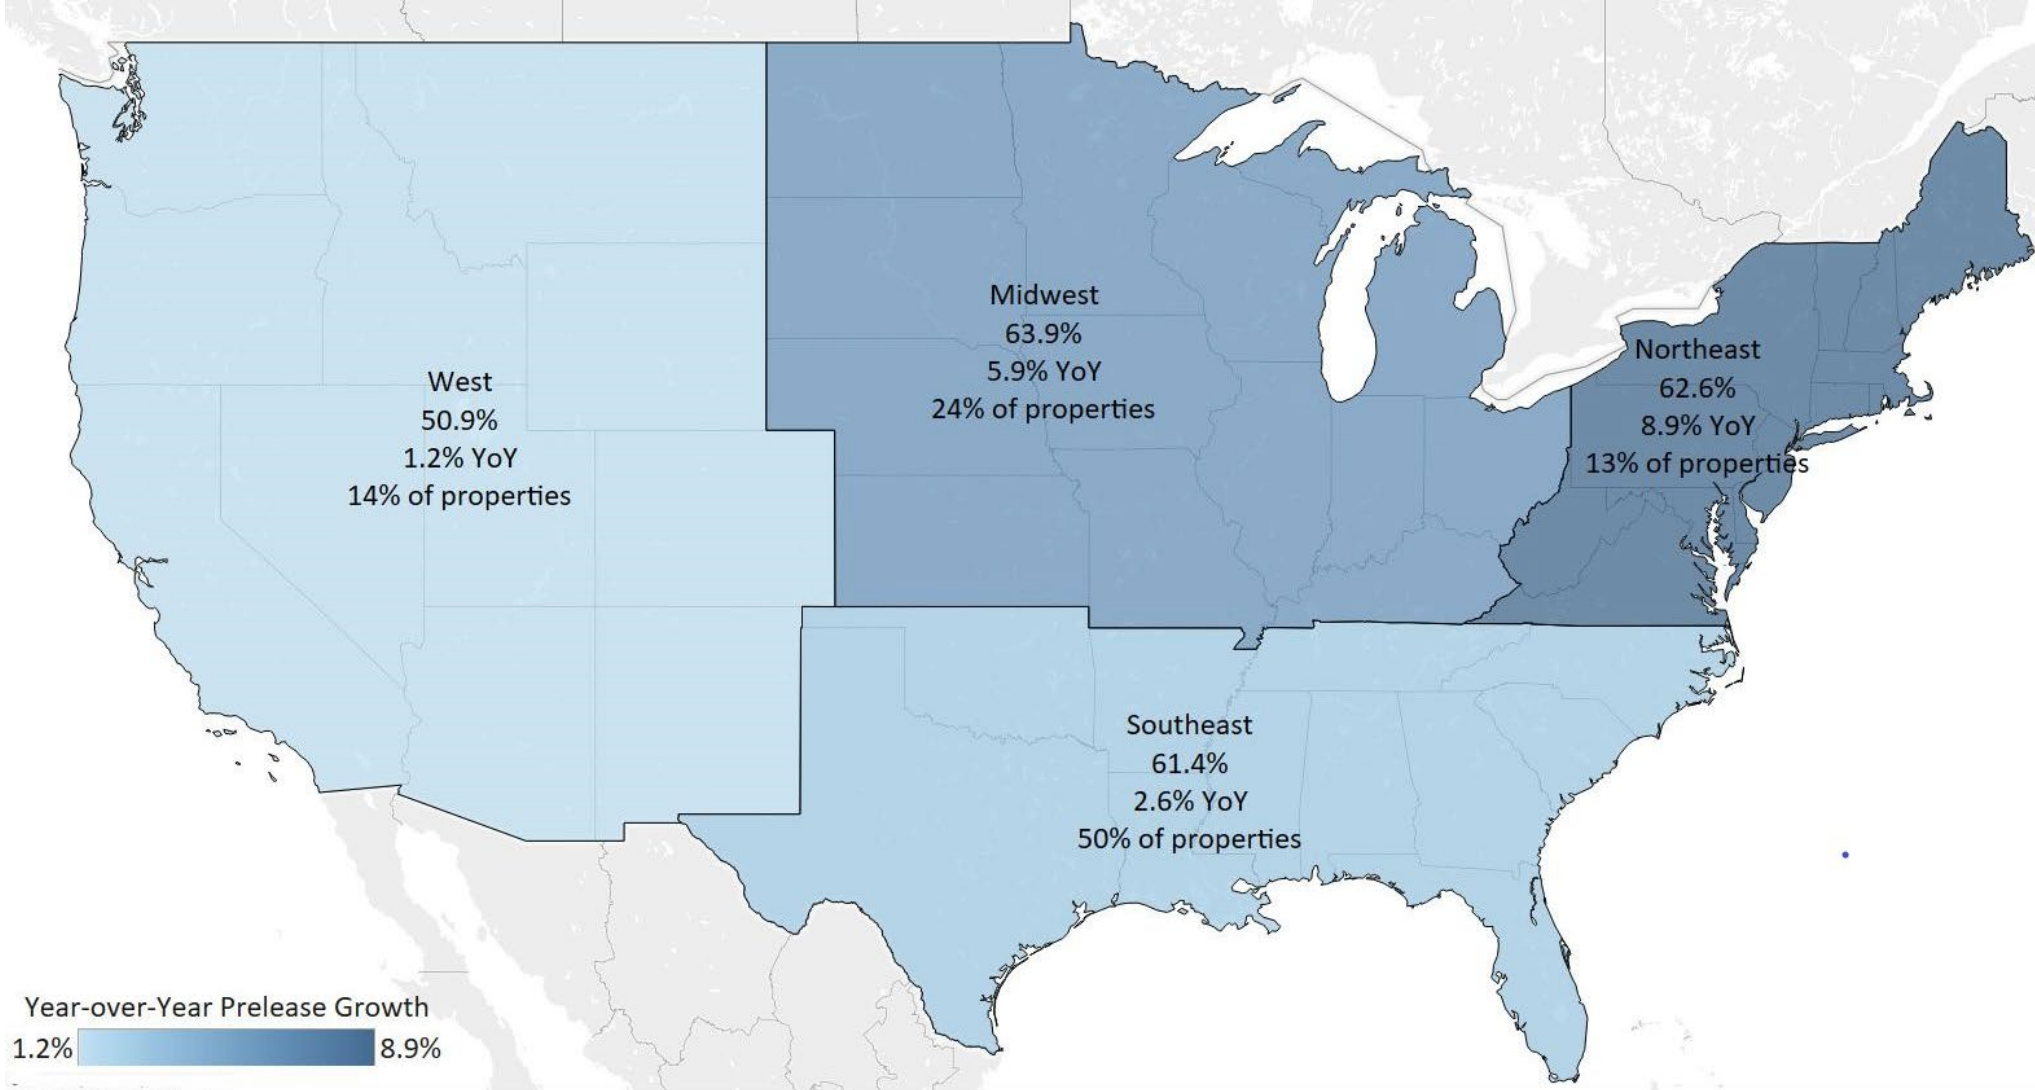 Midwest
63.9%
5.9% YoY
24% of properties
Northeast
62.6%
8.9% YoY
13% of properties
West
50.9%
1.2% YoY
14% of properties
Southeast
61.4%
2.6% YoY
50% of properties
Year-over-Year Prelease Growth
1.2% 8.9%